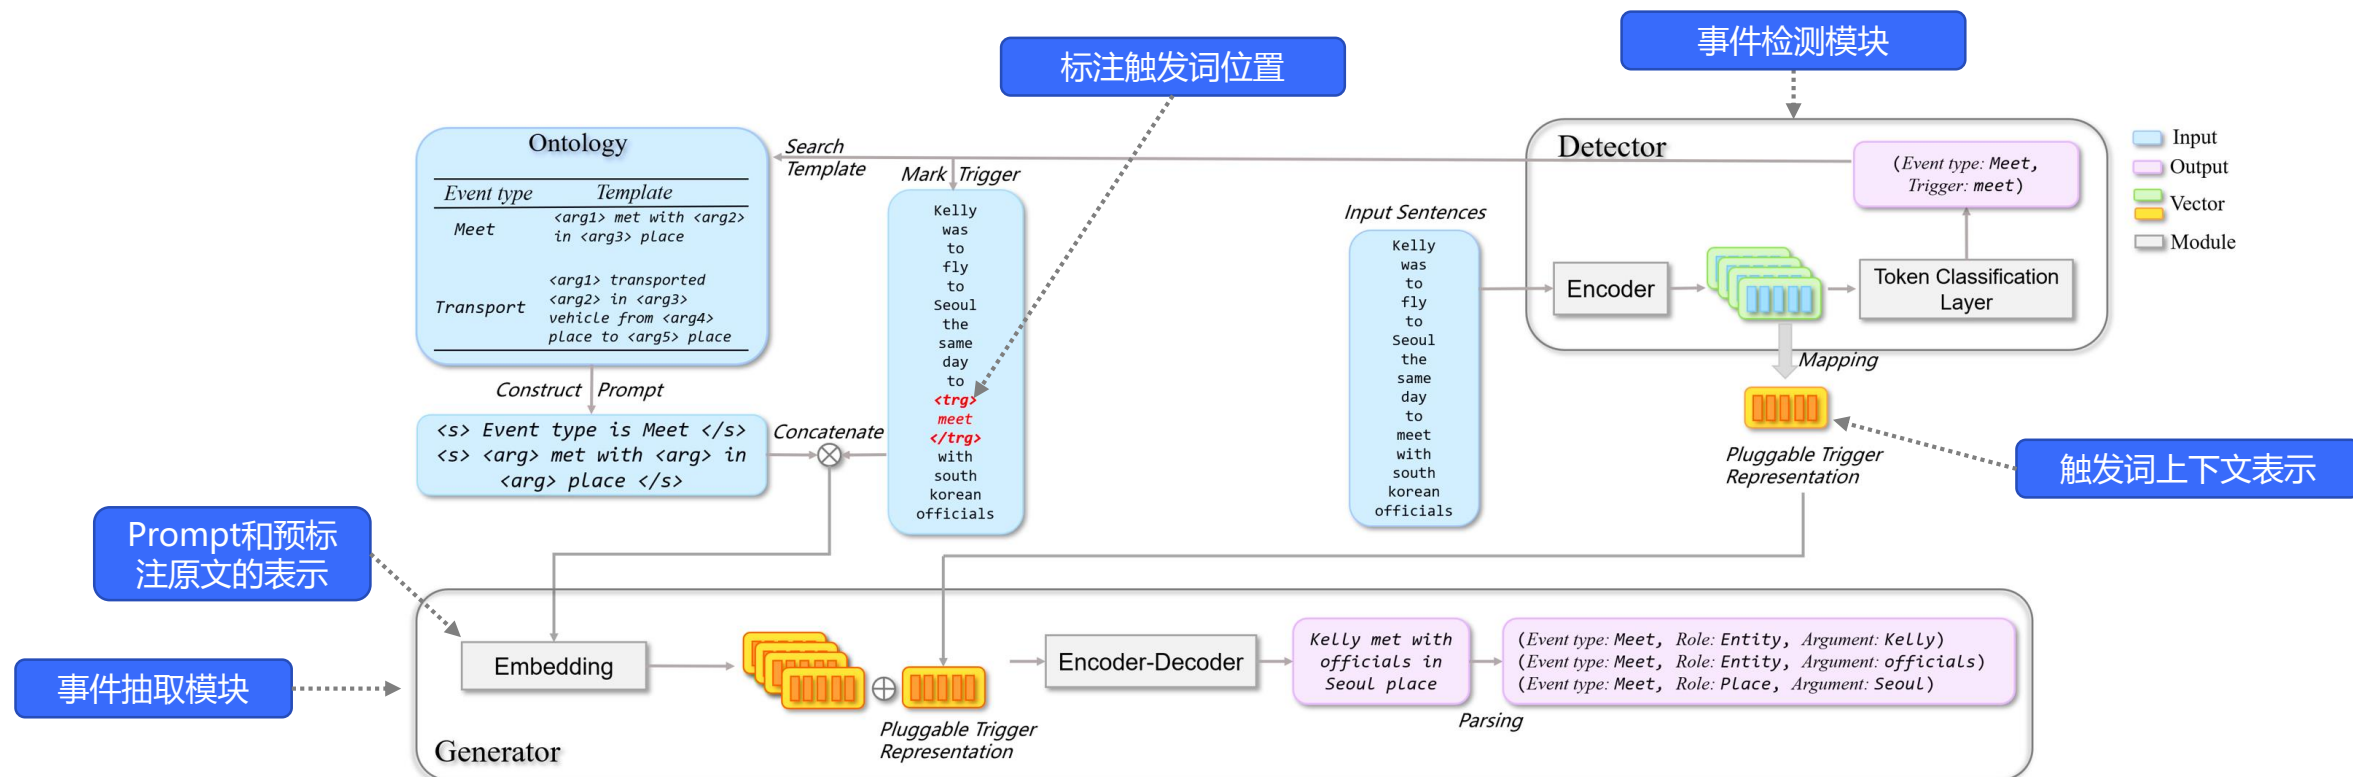 事件检测模块
标注触发词位置
Ontology
Event type Template
Meet
<arg1> met with <arg2>
in <arg3> place
Transport
<arg1> transported
<arg2> in <arg3>
vehicle from <arg4>
place to <arg5> place
Search
Template
Mark Trigger
Kelly
was
to
fly
to
Seoul
the
same
day
to
<trg>
meet
</trg>
with
south
korean
officials
Input Sentences
Kelly
was
to
fly
to
Seoul
the
same
day
to
meet
with
south
korean
officials
Detector
(Event type: Meet,
Trigger: meet)
Encoder
Token Classification
Layer
Input
Output
Vector
Module
Mapping
Pluggable Trigger
Representation
触发词上下文表示
Construct Prompt
<s> Event type is Meet </s>
<s> <arg> met with <arg> in
<arg> place </s>
Concatenate
Prompt和预标
注原文的表示
事件抽取模块
Embedding
Pluggable Trigger
Representation
Encoder-Decoder
Kelly met with
officials in
Seoul place
Parsing
(Event type: Meet, Role: Entity, Argument: Kelly)
(Event type: Meet, Role: Entity, Argument: officials)
(Event type: Meet, Role: Place, Argument: Seoul)
Generator